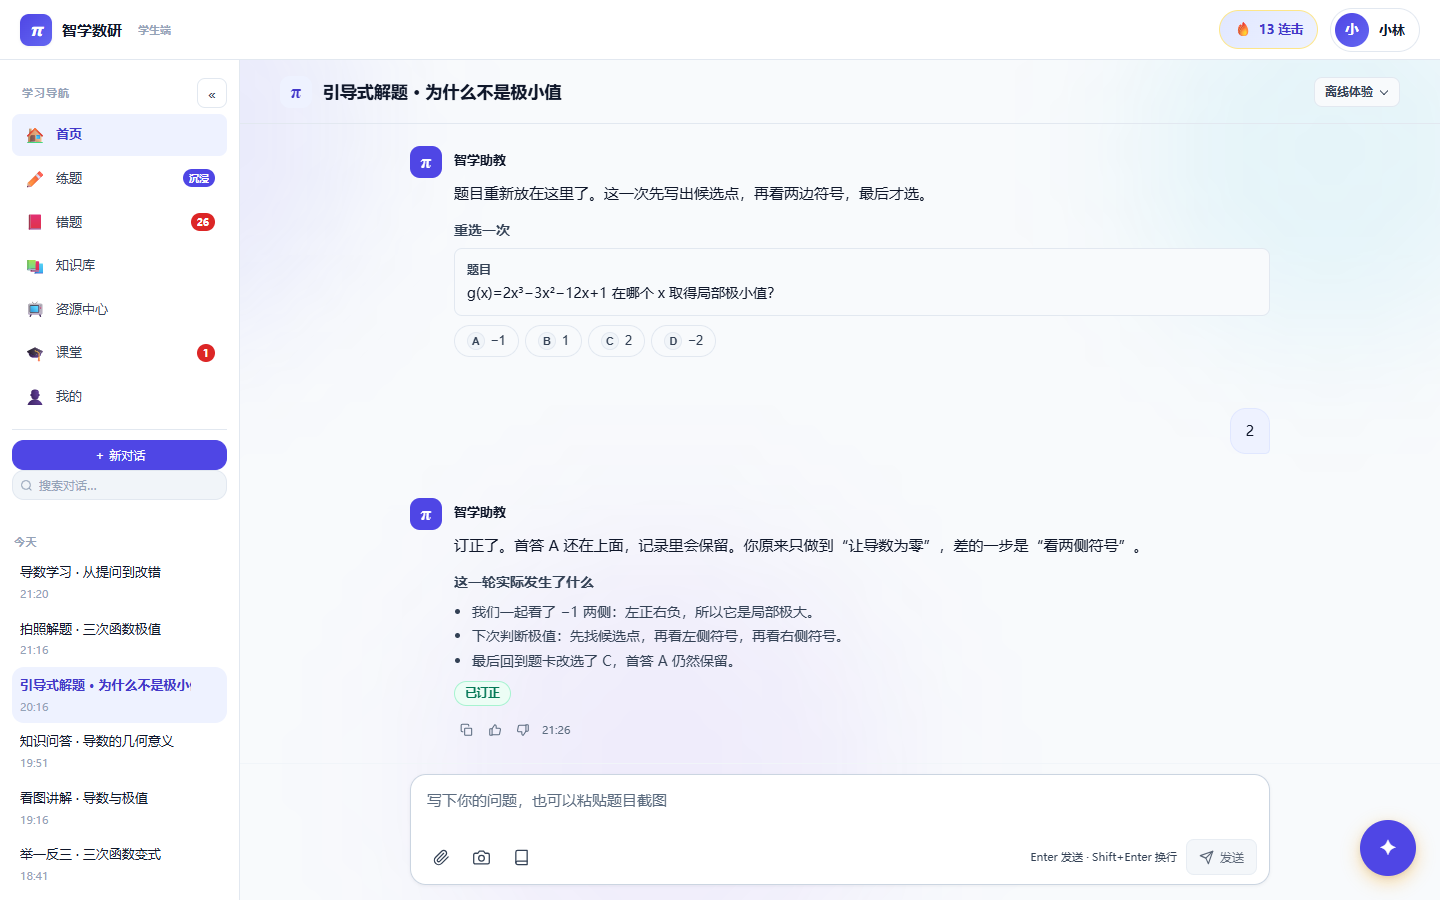 π 智学数研 学生端
🔥 13 连击
小 小林
学习导航 «
首页
练题 沉浸
错题 26
知识库
资源中心
课堂 1
我的
+ 新对话
搜索对话...
今天
导数学习 · 从提问到改错
21:20
拍照解题 · 三次函数极值
21:16
引导式解题 • 为什么不是极小
20:16
知识问答 · 导数的几何意义
19:51
看图讲解 · 导数与极值
19:16
举一反三 · 三次函数变式
18:41
π 引导式解题 • 为什么不是极小值
离线体验
π 智学助教
题目重新放在这里了。这一次先写出候选点，再看两边符号，最后才选。
重选一次
题目
g(x)=2x³−3x²−12x+1 在哪个 x 取得局部极小值？
A −1 B 1 C 2 D −2
2
π 智学助教
订正了。首答 A 还在上面，记录里会保留。你原来只做到“让导数为零”，差的一步是“看两侧符号”。
这一轮实际发生了什么
• 我们一起看了 −1 两侧：左正右负，所以它是局部极大。
• 下次判断极值：先找候选点，再看左侧符号，再看右侧符号。
• 最后回到题卡改选了 C，首答 A 仍然保留。
已订正
21:26
写下你的问题，也可以粘贴题目截图
Enter 发送 · Shift+Enter 换行 发送